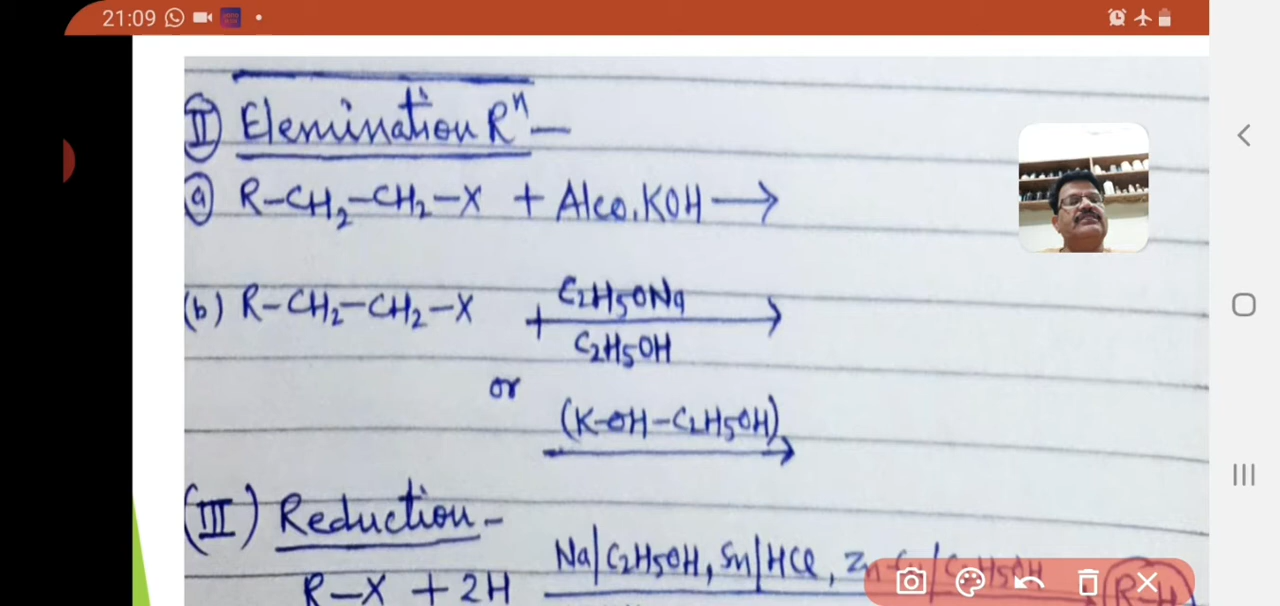 21:09
II Elemination Rⁿ —
(a) R-CH₂-CH₂-X + Alco.KOH →
(b) R-CH₂-CH₂-X + C₂H₅ONa
C₂H₅OH
or
(K-OH-C₂H₅OH)
(III) Reduction -
Na|C₂H₅OH, Sn|HCl,
R-X + 2H R-H